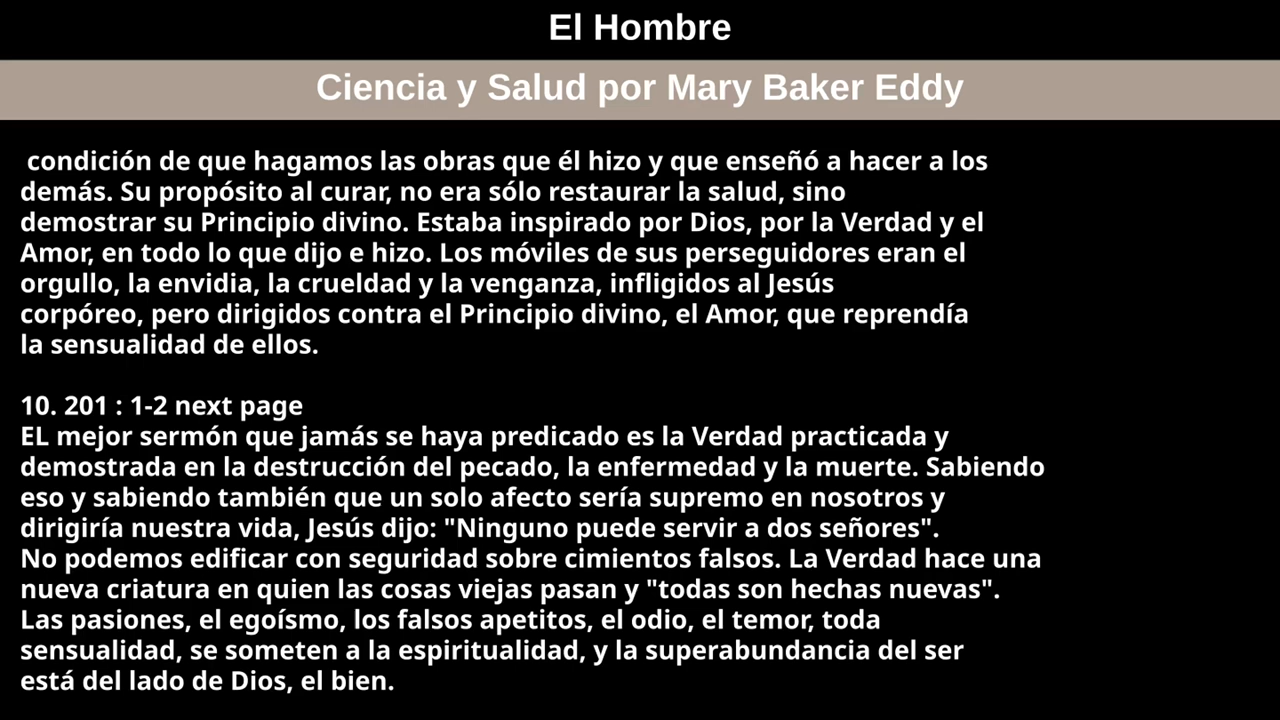 El Hombre
Ciencia y Salud por Mary Baker Eddy
condición de que hagamos las obras que él hizo y que enseñó a hacer a los
demás. Su propósito al curar, no era sólo restaurar la salud, sino
demostrar su Principio divino. Estaba inspirado por Dios, por la Verdad y el
Amor, en todo lo que dijo e hizo. Los móviles de sus perseguidores eran el
orgullo, la envidia, la crueldad y la venganza, infligidos al Jesús
corpóreo, pero dirigidos contra el Principio divino, el Amor, que reprendía
la sensualidad de ellos.
10. 201 : 1-2 next page
EL mejor sermón que jamás se haya predicado es la Verdad practicada y
demostrada en la destrucción del pecado, la enfermedad y la muerte. Sabiendo
eso y sabiendo también que un solo afecto sería supremo en nosotros y
dirigiría nuestra vida, Jesús dijo: "Ninguno puede servir a dos señores".
No podemos edificar con seguridad sobre cimientos falsos. La Verdad hace una
nueva criatura en quien las cosas viejas pasan y "todas son hechas nuevas".
Las pasiones, el egoísmo, los falsos apetitos, el odio, el temor, toda
sensualidad, se someten a la espiritualidad, y la superabundancia del ser
está del lado de Dios, el bien.